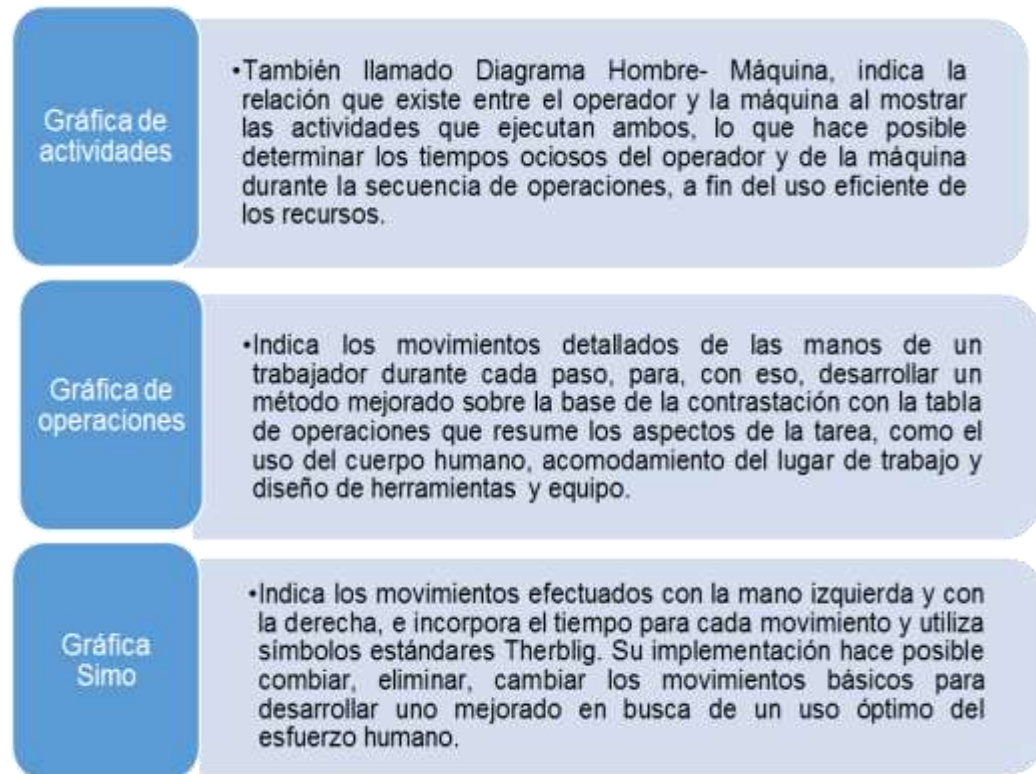 Gráfica de
actividades
•También llamado Diagrama Hombre- Máquina, indica la
relación que existe entre el operador y la máquina al mostrar
las actividades que ejecutan ambos, lo que hace posible
determinar los tiempos ociosos del operador y de la máquina
durante la secuencia de operaciones, a fin del uso eficiente de
los recursos.
Gráfica de
operaciones
•Indica los movimientos detallados de las manos de un
trabajador durante cada paso, para, con eso, desarrollar un
método mejorado sobre la base de la contrastación con la tabla
de operaciones que resume los aspectos de la tarea, como el
uso del cuerpo humano, acomodamiento del lugar de trabajo y
diseño de herramientas y equipo.
Gráfica
Simo
•Indica los movimientos efectuados con la mano izquierda y con
la derecha, e incorpora el tiempo para cada movimiento y utiliza
símbolos estándares Therblig. Su implementación hace posible
combiar, eliminar, cambiar los movimientos básicos para
desarrollar uno mejorado en busca de un uso óptimo del
esfuerzo humano.